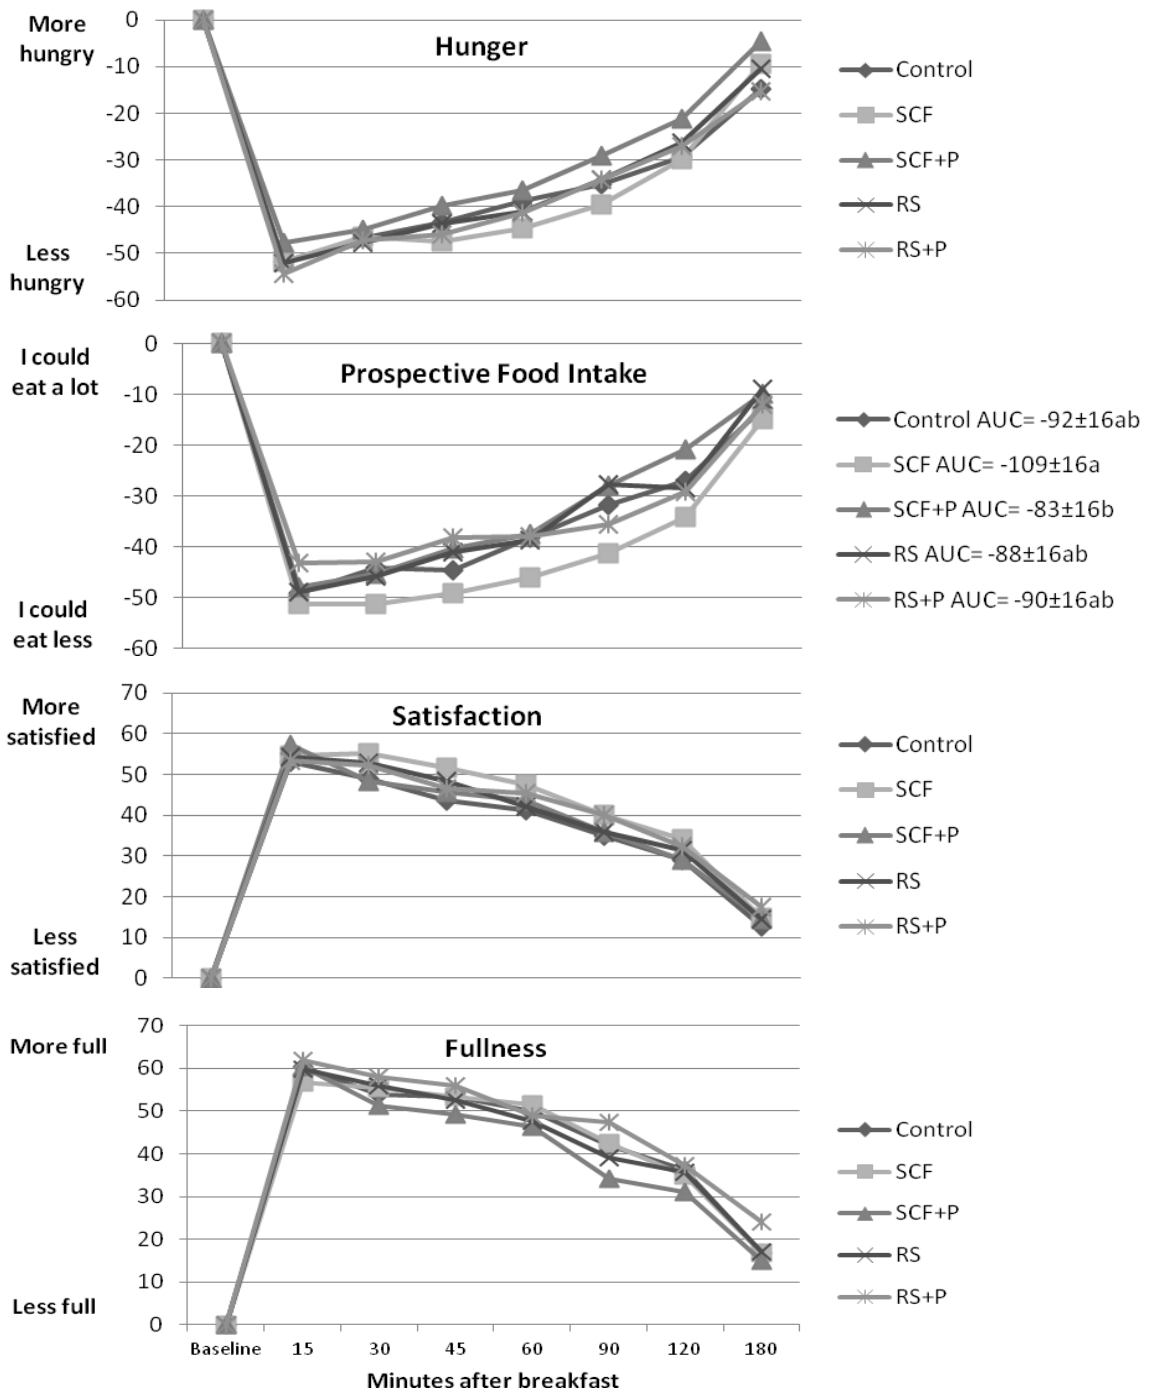 More
hungry
Less
hungry
0
-10
-20
-30
-40
-50
-60
Hunger
Control
SCF
SCF+P
RS
RS+P
I could
eat a lot
I could
eat less
0
-10
-20
-30
-40
-50
-60
Prospective Food Intake
Control AUC= -92±16ab
SCF AUC= -109±16a
SCF+P AUC= -83±16b
RS AUC= -88±16ab
RS+P AUC= -90±16ab
More
satisfied
Less
satisfied
70
60
50
40
30
20
10
0
Satisfaction
Control
SCF
SCF+P
RS
RS+P
More full
Less full
70
60
50
40
30
20
10
0
Fullness
Control
SCF
SCF+P
RS
RS+P
Baseline 15 30 45 60 90 120 180
Minutes after breakfast